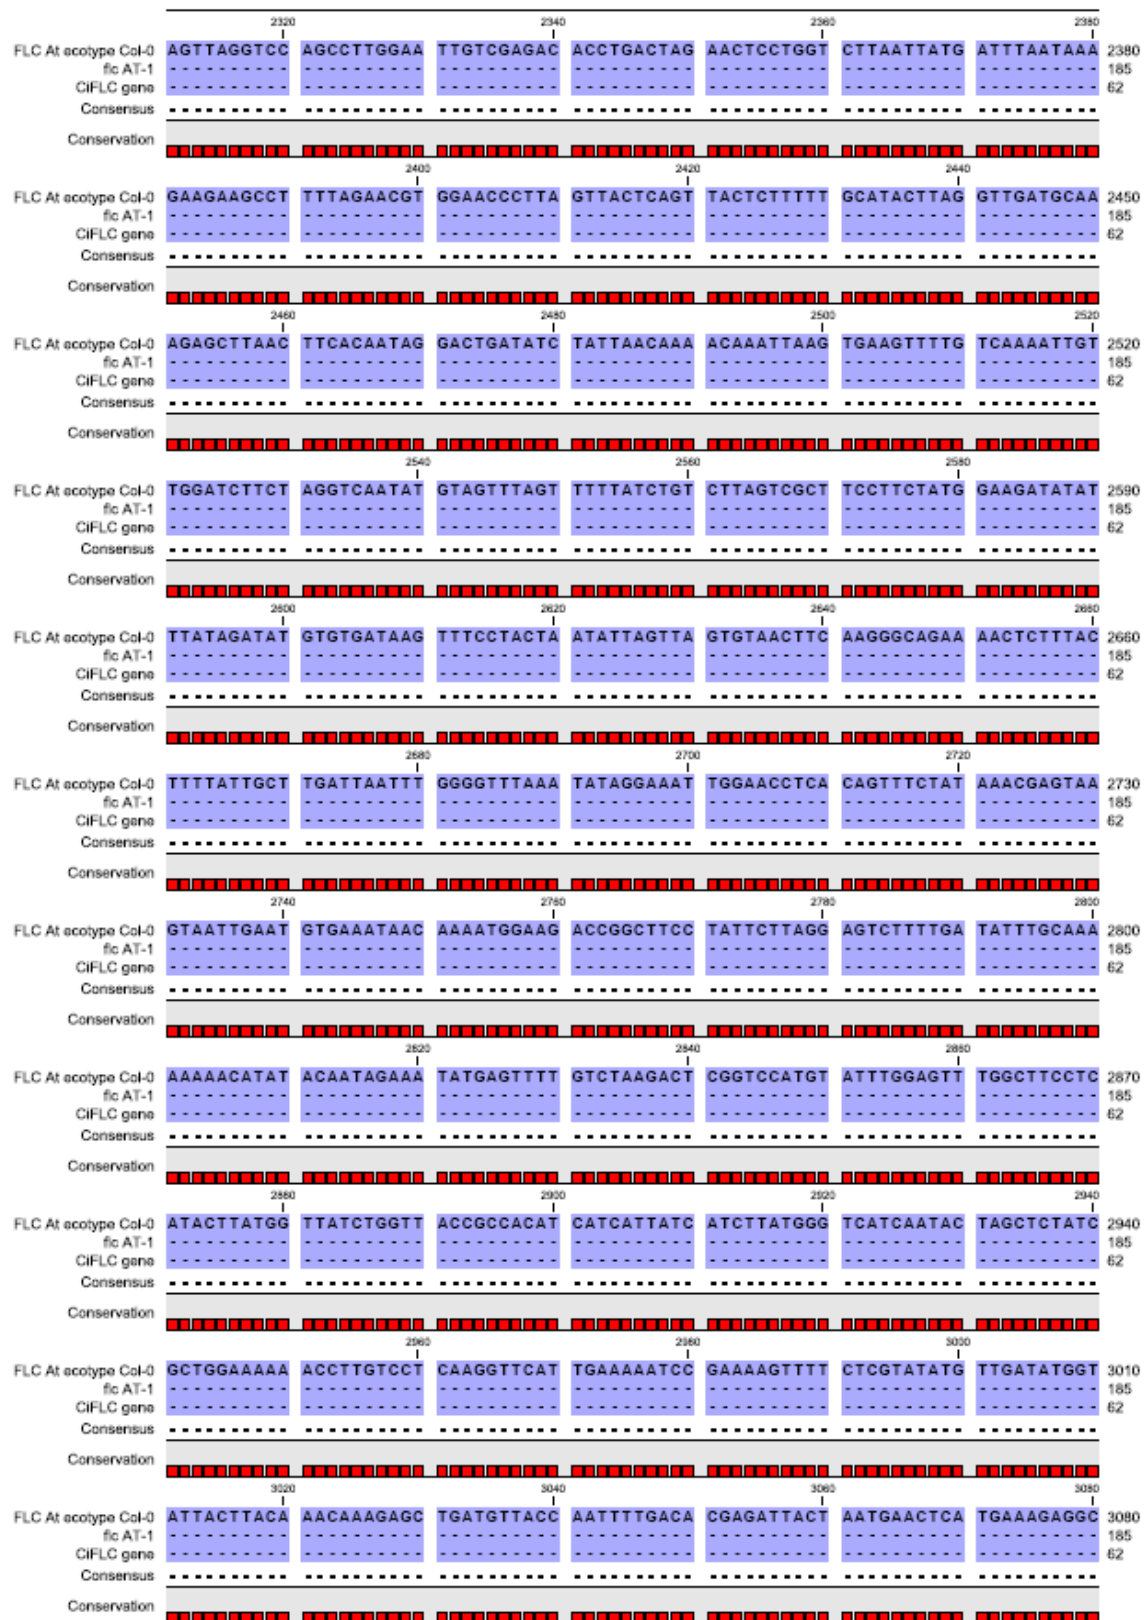 2320 2340 2360 2380
FLC At ecotype Col-0 AGTTAGGTCC AGCCTTGGAA TTGTCGAGAC ACCTGACTAG AACTCCTGGT CTTAATTATG ATTTAATAAA 2380
flc AT-1 ---------- ---------- ---------- ---------- ---------- ---------- ---------- 185
CiFLC gene ---------- ---------- ---------- ---------- ---------- ---------- ---------- 62
Consensus ---------- ---------- ---------- ---------- ---------- ---------- ----------
Conservation
2400 2420 2440
FLC At ecotype Col-0 GAAGAAGCCT TTTAGAACGT GGAACCCTTA GTTACTCAGT TACTCTTTTT GCATACTTAG GTTGATGCAA 2450
flc AT-1 ---------- ---------- ---------- ---------- ---------- ---------- ---------- 185
CiFLC gene ---------- ---------- ---------- ---------- ---------- ---------- ---------- 62
Consensus ---------- ---------- ---------- ---------- ---------- ---------- ----------
Conservation
2460 2480 2500 2520
FLC At ecotype Col-0 AGAGCTTAAC TTCACAATAG GACTGATATC TATTAACAAA ACAAATTAAG TGAAGTTTTG TCAAAATTGT 2520
flc AT-1 ---------- ---------- ---------- ---------- ---------- ---------- ---------- 185
CiFLC gene ---------- ---------- ---------- ---------- ---------- ---------- ---------- 62
Consensus ---------- ---------- ---------- ---------- ---------- ---------- ----------
Conservation
2540 2560 2580
FLC At ecotype Col-0 TGGATCTTCT AGGTCAATAT GTAGTTTAGT TTTTATCTGT CTTAGTCGCT TCCTTCTATG GAAGATATAT 2590
flc AT-1 ---------- ---------- ---------- ---------- ---------- ---------- ---------- 185
CiFLC gene ---------- ---------- ---------- ---------- ---------- ---------- ---------- 62
Consensus ---------- ---------- ---------- ---------- ---------- ---------- ----------
Conservation
2600 2620 2640 2660
FLC At ecotype Col-0 TTATAGATAT GTGTGATAAG TTTCCTACTA ATATTAGTTA GTGTAACTTC AAGGGCAGAA AACTCTTTAC 2660
flc AT-1 ---------- ---------- ---------- ---------- ---------- ---------- ---------- 185
CiFLC gene ---------- ---------- ---------- ---------- ---------- ---------- ---------- 62
Consensus ---------- ---------- ---------- ---------- ---------- ---------- ----------
Conservation
2680 2700 2720
FLC At ecotype Col-0 TTTTATTGCT TGATTAATTT GGGGTTTAAA TATAGGAAAT TGGAACCTCA CAGTTTCTAT AAACGAGTAA 2730
flc AT-1 ---------- ---------- ---------- ---------- ---------- ---------- ---------- 185
CiFLC gene ---------- ---------- ---------- ---------- ---------- ---------- ---------- 62
Consensus ---------- ---------- ---------- ---------- ---------- ---------- ----------
Conservation
2740 2760 2780 2800
FLC At ecotype Col-0 GTAATTGAAT GTGAAATAAC AAAATGGAAG ACCGGCTTCC TATTCTTAGG AGTCTTTTGA TATTTGCAAA 2800
flc AT-1 ---------- ---------- ---------- ---------- ---------- ---------- ---------- 185
CiFLC gene ---------- ---------- ---------- ---------- ---------- ---------- ---------- 62
Consensus ---------- ---------- ---------- ---------- ---------- ---------- ----------
Conservation
2820 2840 2860
FLC At ecotype Col-0 AAAAACATAT ACAATAGAAA TATGAGTTTT GTCTAAGACT CGGTCCATGT ATTTGGAGTT TGGCTTCCTC 2870
flc AT-1 ---------- ---------- ---------- ---------- ---------- ---------- ---------- 185
CiFLC gene ---------- ---------- ---------- ---------- ---------- ---------- ---------- 62
Consensus ---------- ---------- ---------- ---------- ---------- ---------- ----------
Conservation
2880 2900 2920 2940
FLC At ecotype Col-0 ATACTTATGG TTATCTGGTT ACCGCCACAT CATCATTATC ATCTTATGGG TCATCAATAC TAGCTCTATC 2940
flc AT-1 ---------- ---------- ---------- ---------- ---------- ---------- ---------- 185
CiFLC gene ---------- ---------- ---------- ---------- ---------- ---------- ---------- 62
Consensus ---------- ---------- ---------- ---------- ---------- ---------- ----------
Conservation
2960 2980 3000
FLC At ecotype Col-0 GCTGGAAAAA ACCTTGTCCT CAAGGTTCAT TGAAAAATCC GAAAAGTTTT CTCGTATATG TTGATATGGT 3010
flc AT-1 ---------- ---------- ---------- ---------- ---------- ---------- ---------- 185
CiFLC gene ---------- ---------- ---------- ---------- ---------- ---------- ---------- 62
Consensus ---------- ---------- ---------- ---------- ---------- ---------- ----------
Conservation
3020 3040 3060 3080
FLC At ecotype Col-0 ATTACTTACA AACAAAGAGC TGATGTTACC AATTTTGACA CGAGATTACT AATGAACTCA TGAAAGAGGC 3080
flc AT-1 ---------- ---------- ---------- ---------- ---------- ---------- ---------- 185
CiFLC gene ---------- ---------- ---------- ---------- ---------- ---------- ---------- 62
Consensus ---------- ---------- ---------- ---------- ---------- ---------- ----------
Conservation